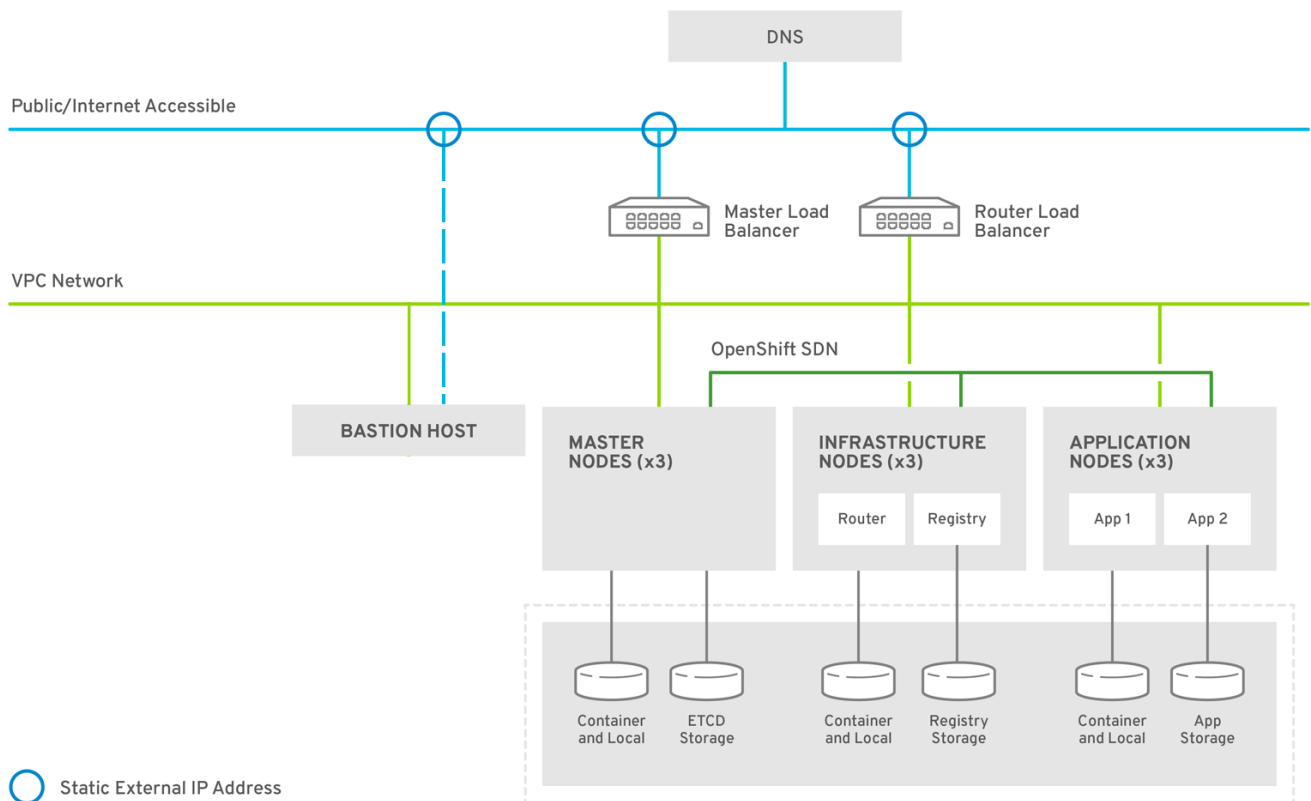 DNS
Public/Internet Accessible
Master Load
Balancer
Router Load
Balancer
VPC Network
OpenShift SDN
BASTION HOST
MASTER
NODES (x3)
INFRASTRUCTURE
NODES (x3)
APPLICATION
NODES (x3)
Router
Registry
App 1
App 2
Container
and Local
ETCD
Storage
Container
and Local
Registry
Storage
Container
and Local
App
Storage
Static External IP Address